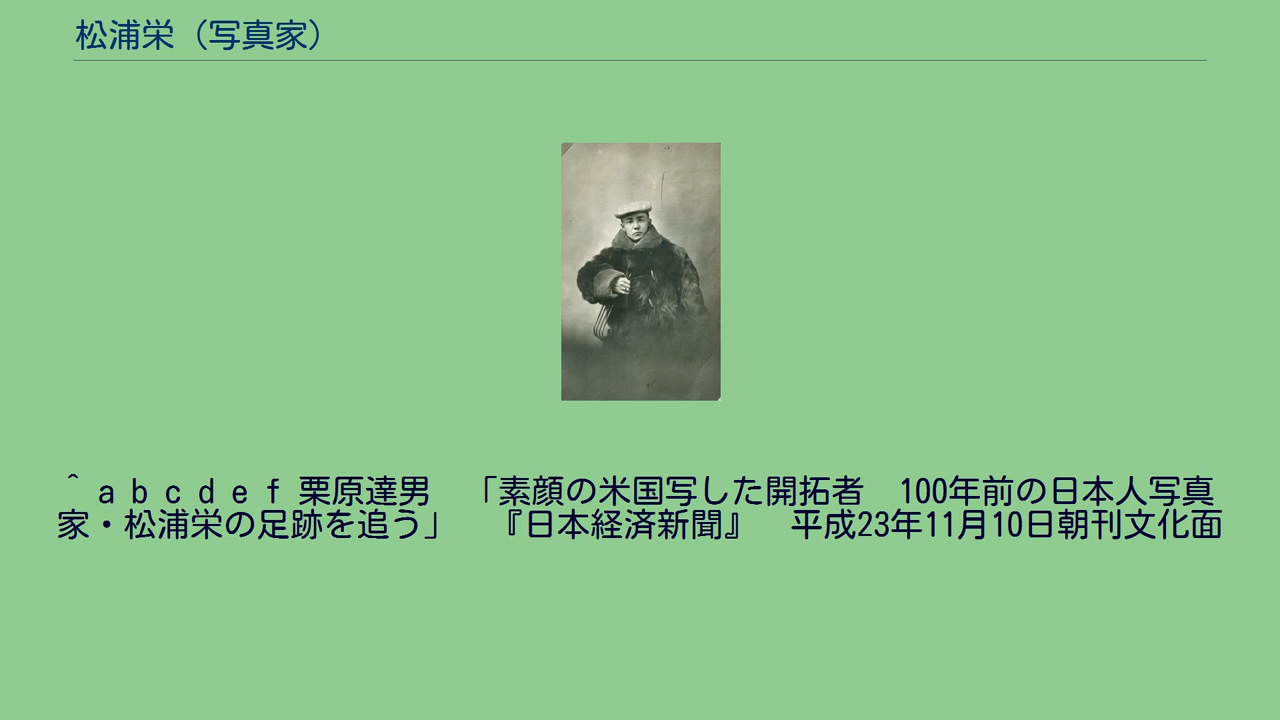 松浦栄（写真家）
^ a b c d e f 栗原達男　「素顔の米国写した開拓者　100年前の日本人写真
家・松浦栄の足跡を追う」　『日本経済新聞』　平成23年11月10日朝刊文化面